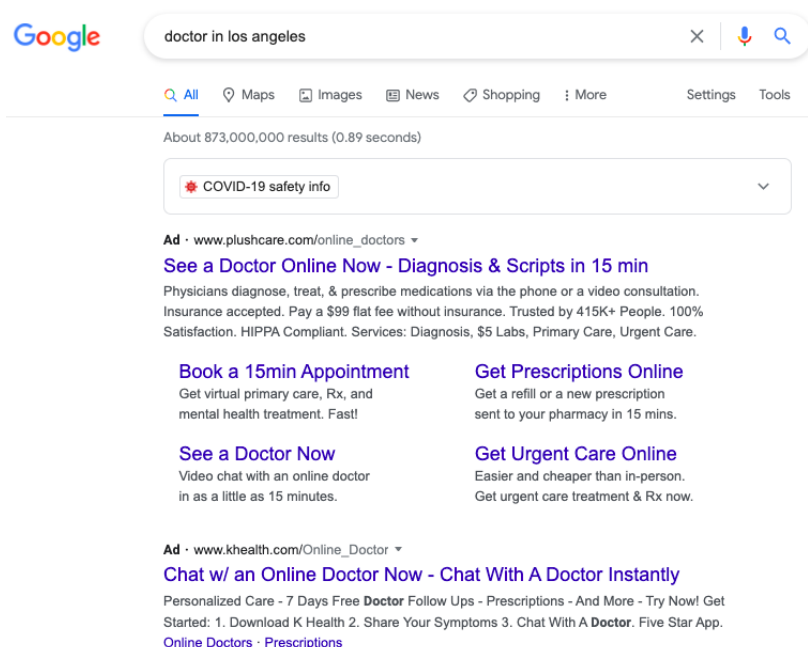 Google
doctor in los angeles
All Maps Images News Shopping More Settings Tools
About 873,000,000 results (0.89 seconds)
COVID-19 safety info
Ad · www.plushcare.com/online_doctors
See a Doctor Online Now - Diagnosis & Scripts in 15 min
Physicians diagnose, treat, & prescribe medications via the phone or a video consultation.
Insurance accepted. Pay a $99 flat fee without insurance. Trusted by 415K+ People. 100%
Satisfaction. HIPPA Compliant. Services: Diagnosis, $5 Labs, Primary Care, Urgent Care.
Book a 15min Appointment
Get virtual primary care, Rx, and
mental health treatment. Fast!
Get Prescriptions Online
Get a refill or a new prescription
sent to your pharmacy in 15 mins.
See a Doctor Now
Video chat with an online doctor
in as a little as 15 minutes.
Get Urgent Care Online
Easier and cheaper than in-person.
Get urgent care treatment & Rx now.
Ad · www.khealth.com/Online_Doctor
Chat w/ an Online Doctor Now - Chat With A Doctor Instantly
Personalized Care - 7 Days Free Doctor Follow Ups - Prescriptions - And More - Try Now! Get
Started: 1. Download K Health 2. Share Your Symptoms 3. Chat With A Doctor. Five Star App.
Online Doctors · Prescriptions